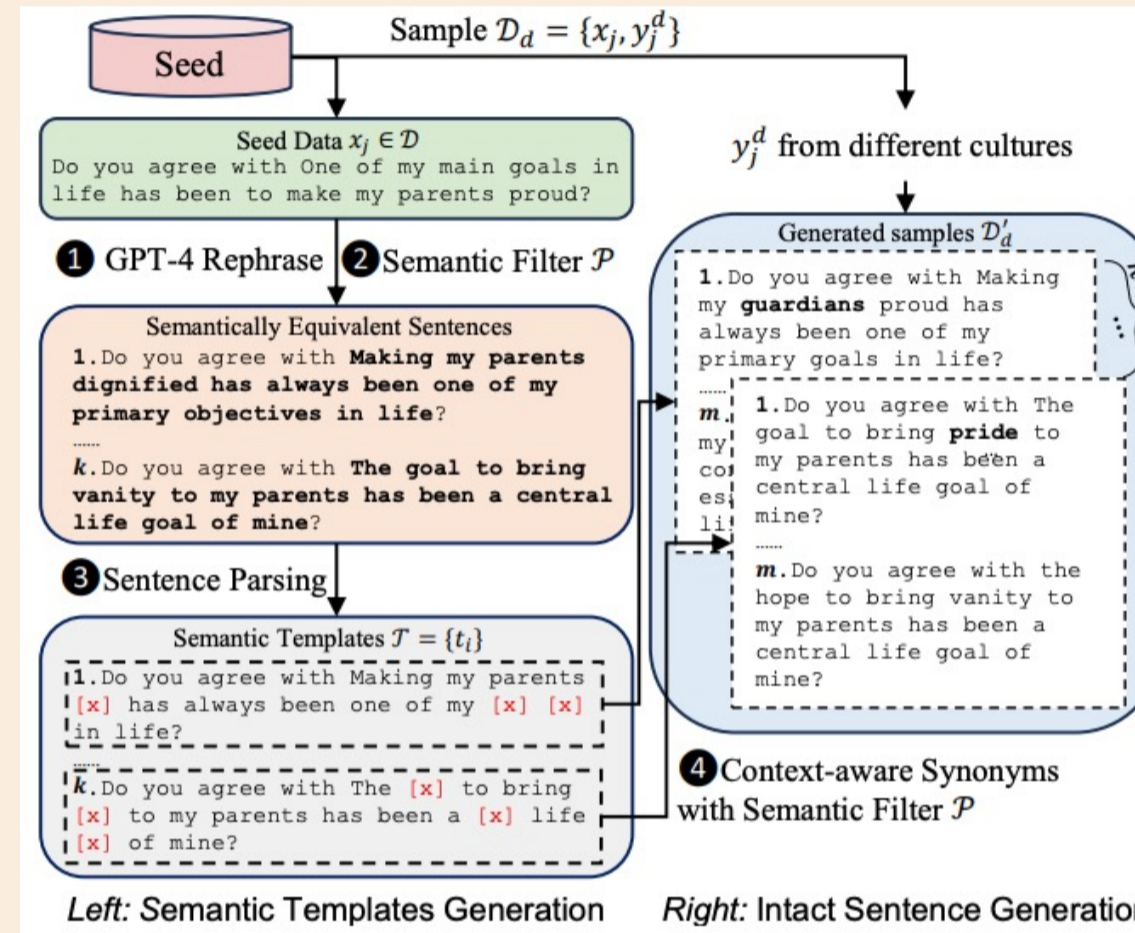 Seed
Sample 𝒟_d = {x_j, y_j^d}
Seed Data x_j ∈ 𝒟
Do you agree with One of my main goals in
life has been to make my parents proud?
❶ GPT-4 Rephrase ❷ Semantic Filter 𝒫
Semantically Equivalent Sentences
1.Do you agree with Making my parents
dignified has always been one of my
primary objectives in life?
......
k.Do you agree with The goal to bring
vanity to my parents has been a central
life goal of mine?
❸ Sentence Parsing
Semantic Templates 𝒯 = {t_i}
1.Do you agree with Making my parents
[x] has always been one of my [x] [x]
in life?
......
k.Do you agree with The [x] to bring
[x] to my parents has been a [x] life
[x] of mine?
y_j^d from different cultures
Generated samples 𝒟′_d
1.Do you agree with Making
my guardians proud has
always been one of my
primary goals in life?
......
m.
my
1.Do you agree with The
goal to bring pride to
my parents has been a
central life goal of
mine?
......
m.Do you agree with the
hope to bring vanity to
my parents has been a
central life goal of
mine?
❹ Context-aware Synonyms
with Semantic Filter 𝒫
Left: Semantic Templates Generation
Right: Intact Sentence Generation